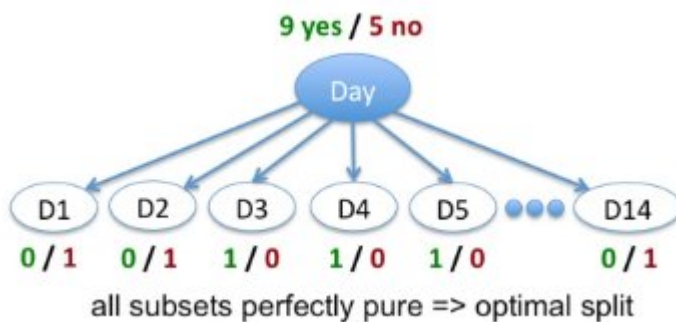 9 yes / 5 no
Day
D1 D2 D3 D4 D5 D14
0 / 1 0 / 1 1 / 0 1 / 0 1 / 0 0 / 1
all subsets perfectly pure => optimal split